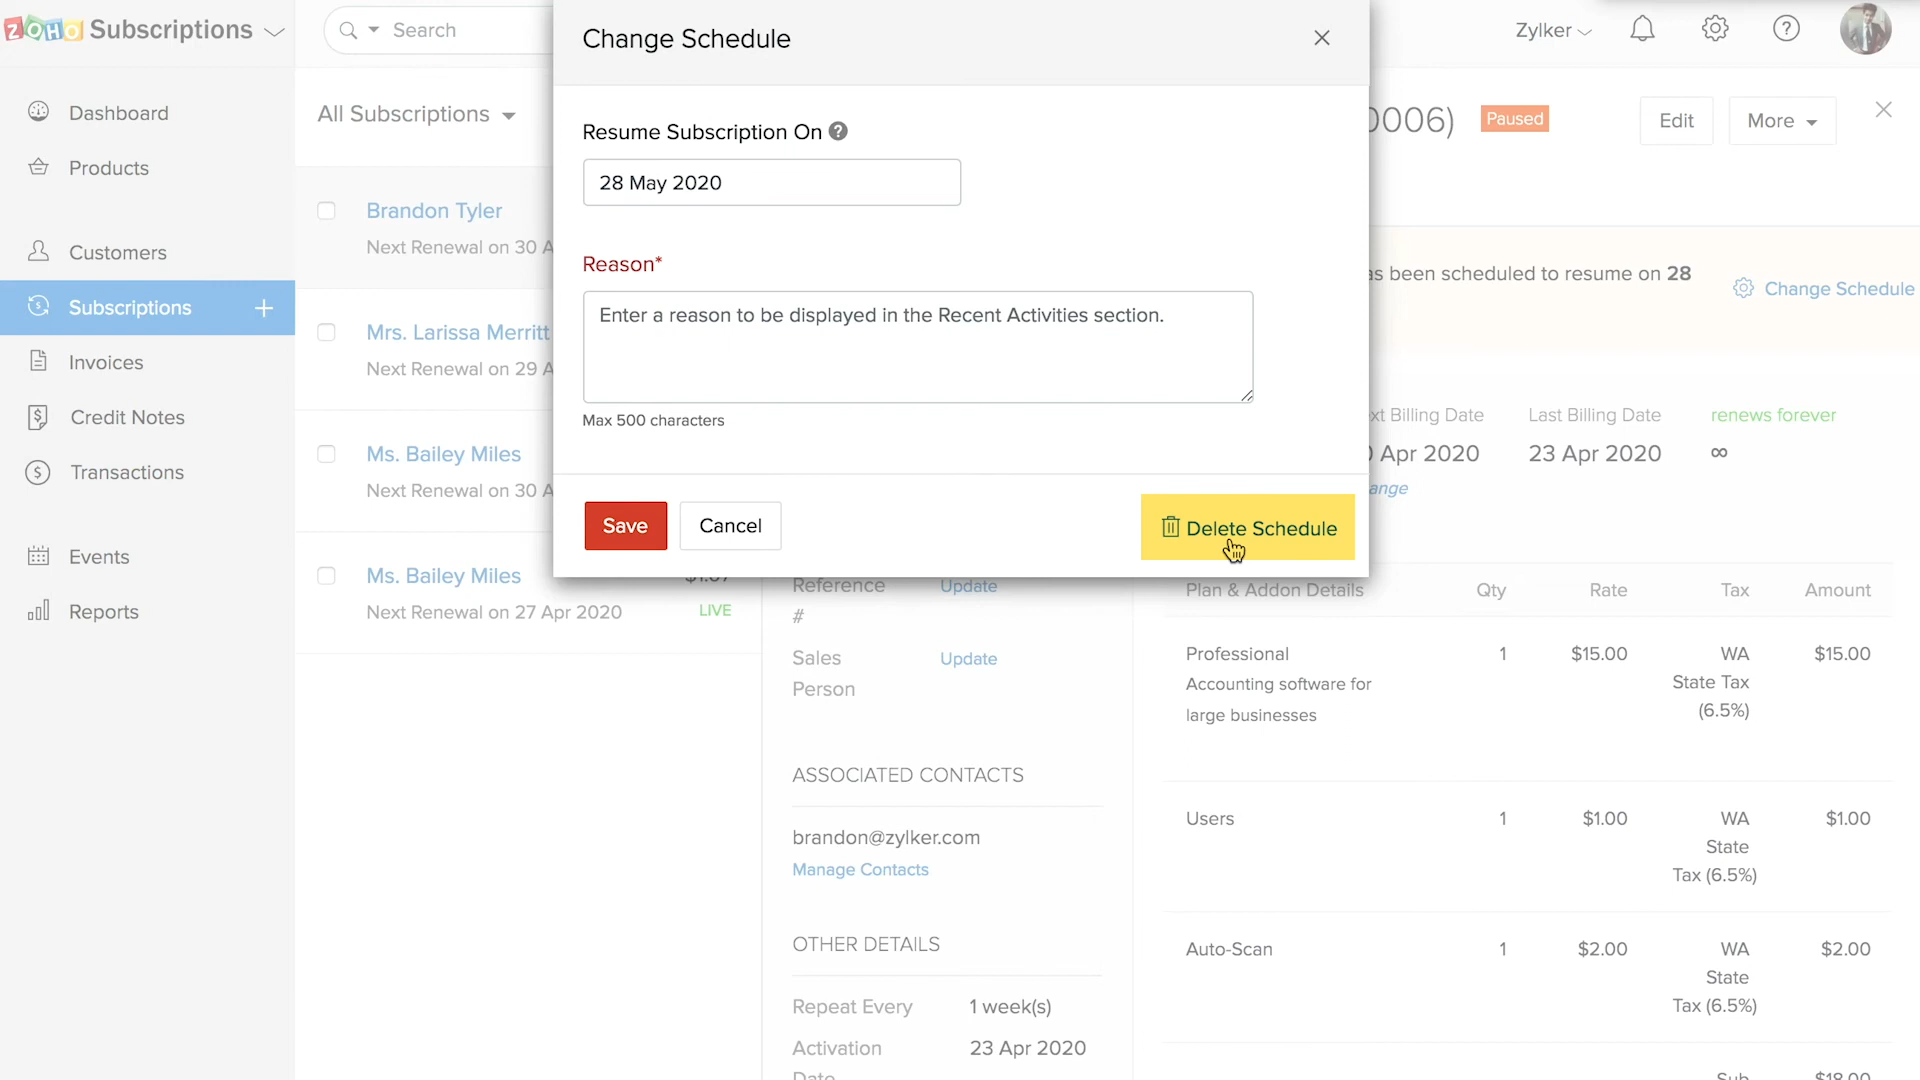 ZOHO Subscriptions
Search
Zylker
Dashboard
Products
Customers
Subscriptions +
Invoices
Credit Notes
Transactions
Events
Reports
All Subscriptions
Brandon Tyler
Next Renewal on 30 A
Mrs. Larissa Merritt
Next Renewal on 29 A
Ms. Bailey Miles
Next Renewal on 30 A
Ms. Bailey Miles
Next Renewal on 27 Apr 2020
LIVE
Change Schedule
Resume Subscription On
28 May 2020
Reason*
Enter a reason to be displayed in the Recent Activities section.
Max 500 characters
Save
Cancel
Delete Schedule
0006)
Paused
Edit
More
as been scheduled to resume on 28
Change Schedule
xt Billing Date
Last Billing Date
renews forever
Apr 2020
23 Apr 2020
∞
ange
Reference
#
Update
Sales
Person
Update
ASSOCIATED CONTACTS
brandon@zylker.com
Manage Contacts
OTHER DETAILS
Repeat Every 1 week(s)
Activation
Date
23 Apr 2020
Plan & Addon Details Qty Rate Tax Amount
Professional 1 $15.00 WA $15.00
Accounting software for State Tax
large businesses (6.5%)
Users 1 $1.00 WA $1.00
State
Tax (6.5%)
Auto-Scan 1 $2.00 WA $2.00
State
Tax (6.5%)
Sub $18.00